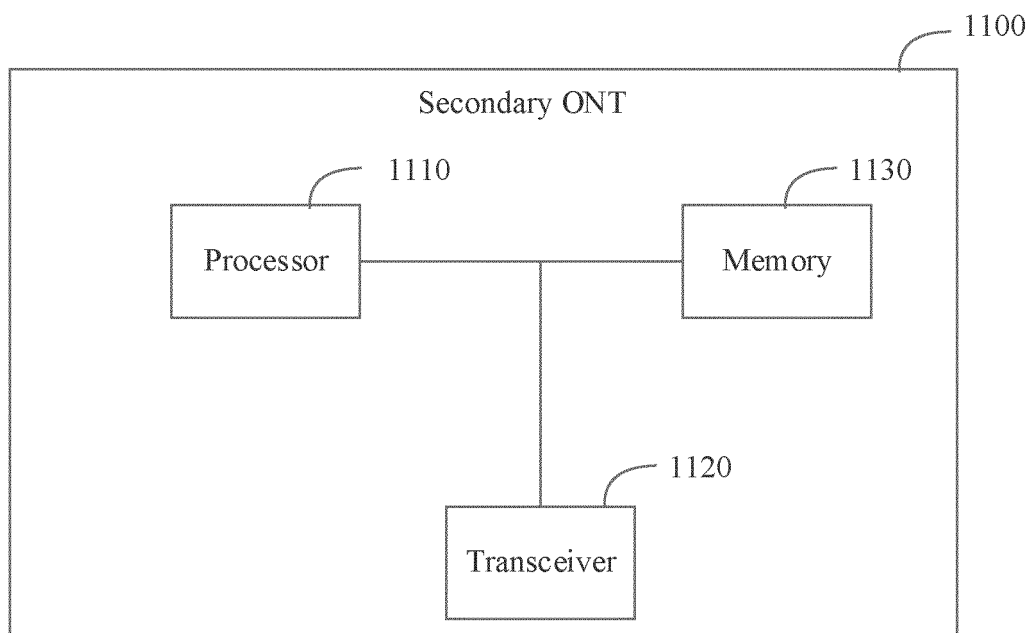 1100
Secondary ONT
1110
1130
Processor
Memory
1120
Transceiver